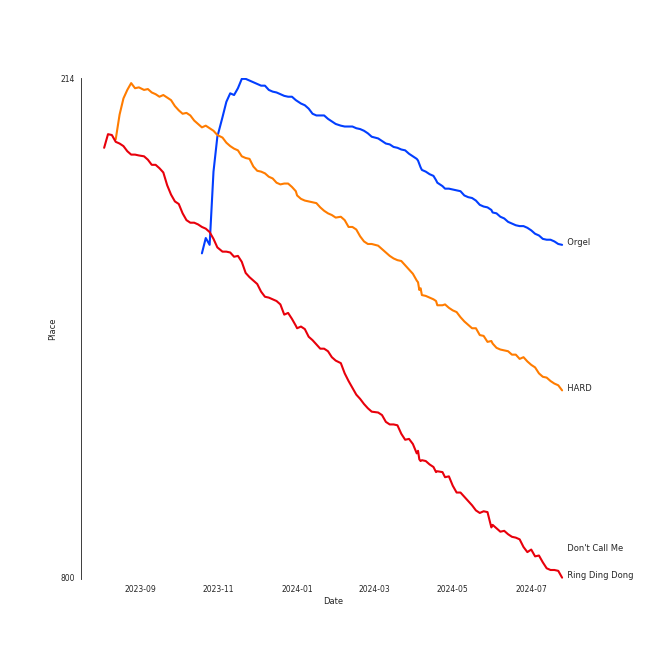 214
Place
Orgel
HARD
Don't Call Me
Ring Ding Dong
800
2023-09 2023-11 2024-01 2024-03 2024-05 2024-07
Date